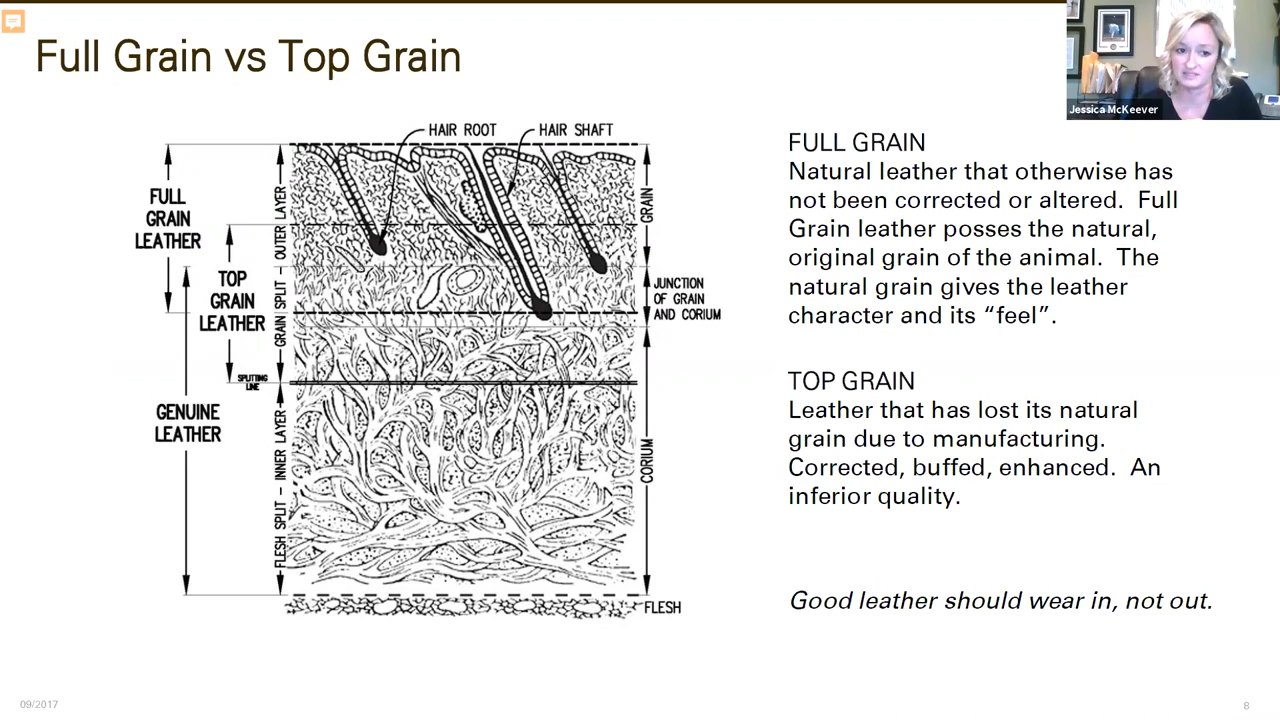 Full Grain vs Top Grain
Jessica McKeever
HAIR ROOT
HAIR SHAFT
FULL
GRAIN
LEATHER
TOP
GRAIN
LEATHER
GENUINE
LEATHER
GRAIN SPLIT - OUTER LAYER
SPLITTING
LINE
FLESH SPLIT - INNER LAYER
GRAIN
JUNCTION
OF GRAIN
AND CORIUM
CORIUM
FLESH
FULL GRAIN
Natural leather that otherwise has
not been corrected or altered. Full
Grain leather posses the natural,
original grain of the animal. The
natural grain gives the leather
character and its “feel”.
TOP GRAIN
Leather that has lost its natural
grain due to manufacturing.
Corrected, buffed, enhanced. An
inferior quality.
Good leather should wear in, not out.
09/2017
8